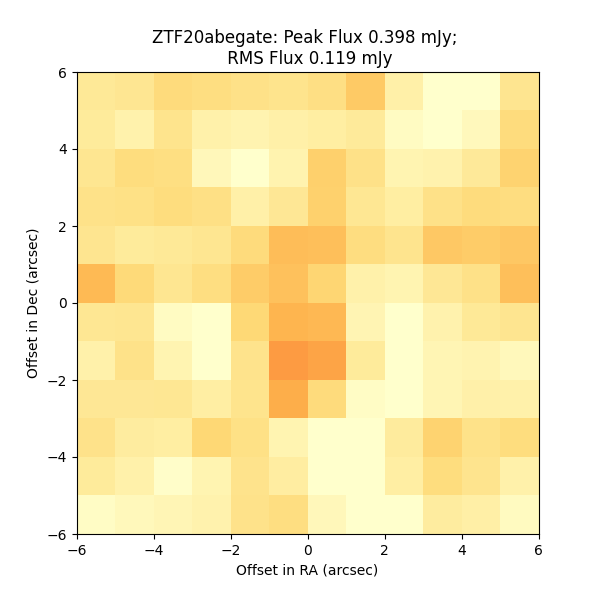 ZTF20abegate: Peak Flux 0.398 mJy;
RMS Flux 0.119 mJy
6
4
2
0
−2
−4
−6
Offset in Dec (arcsec)
−6 −4 −2 0 2 4 6
Offset in RA (arcsec)